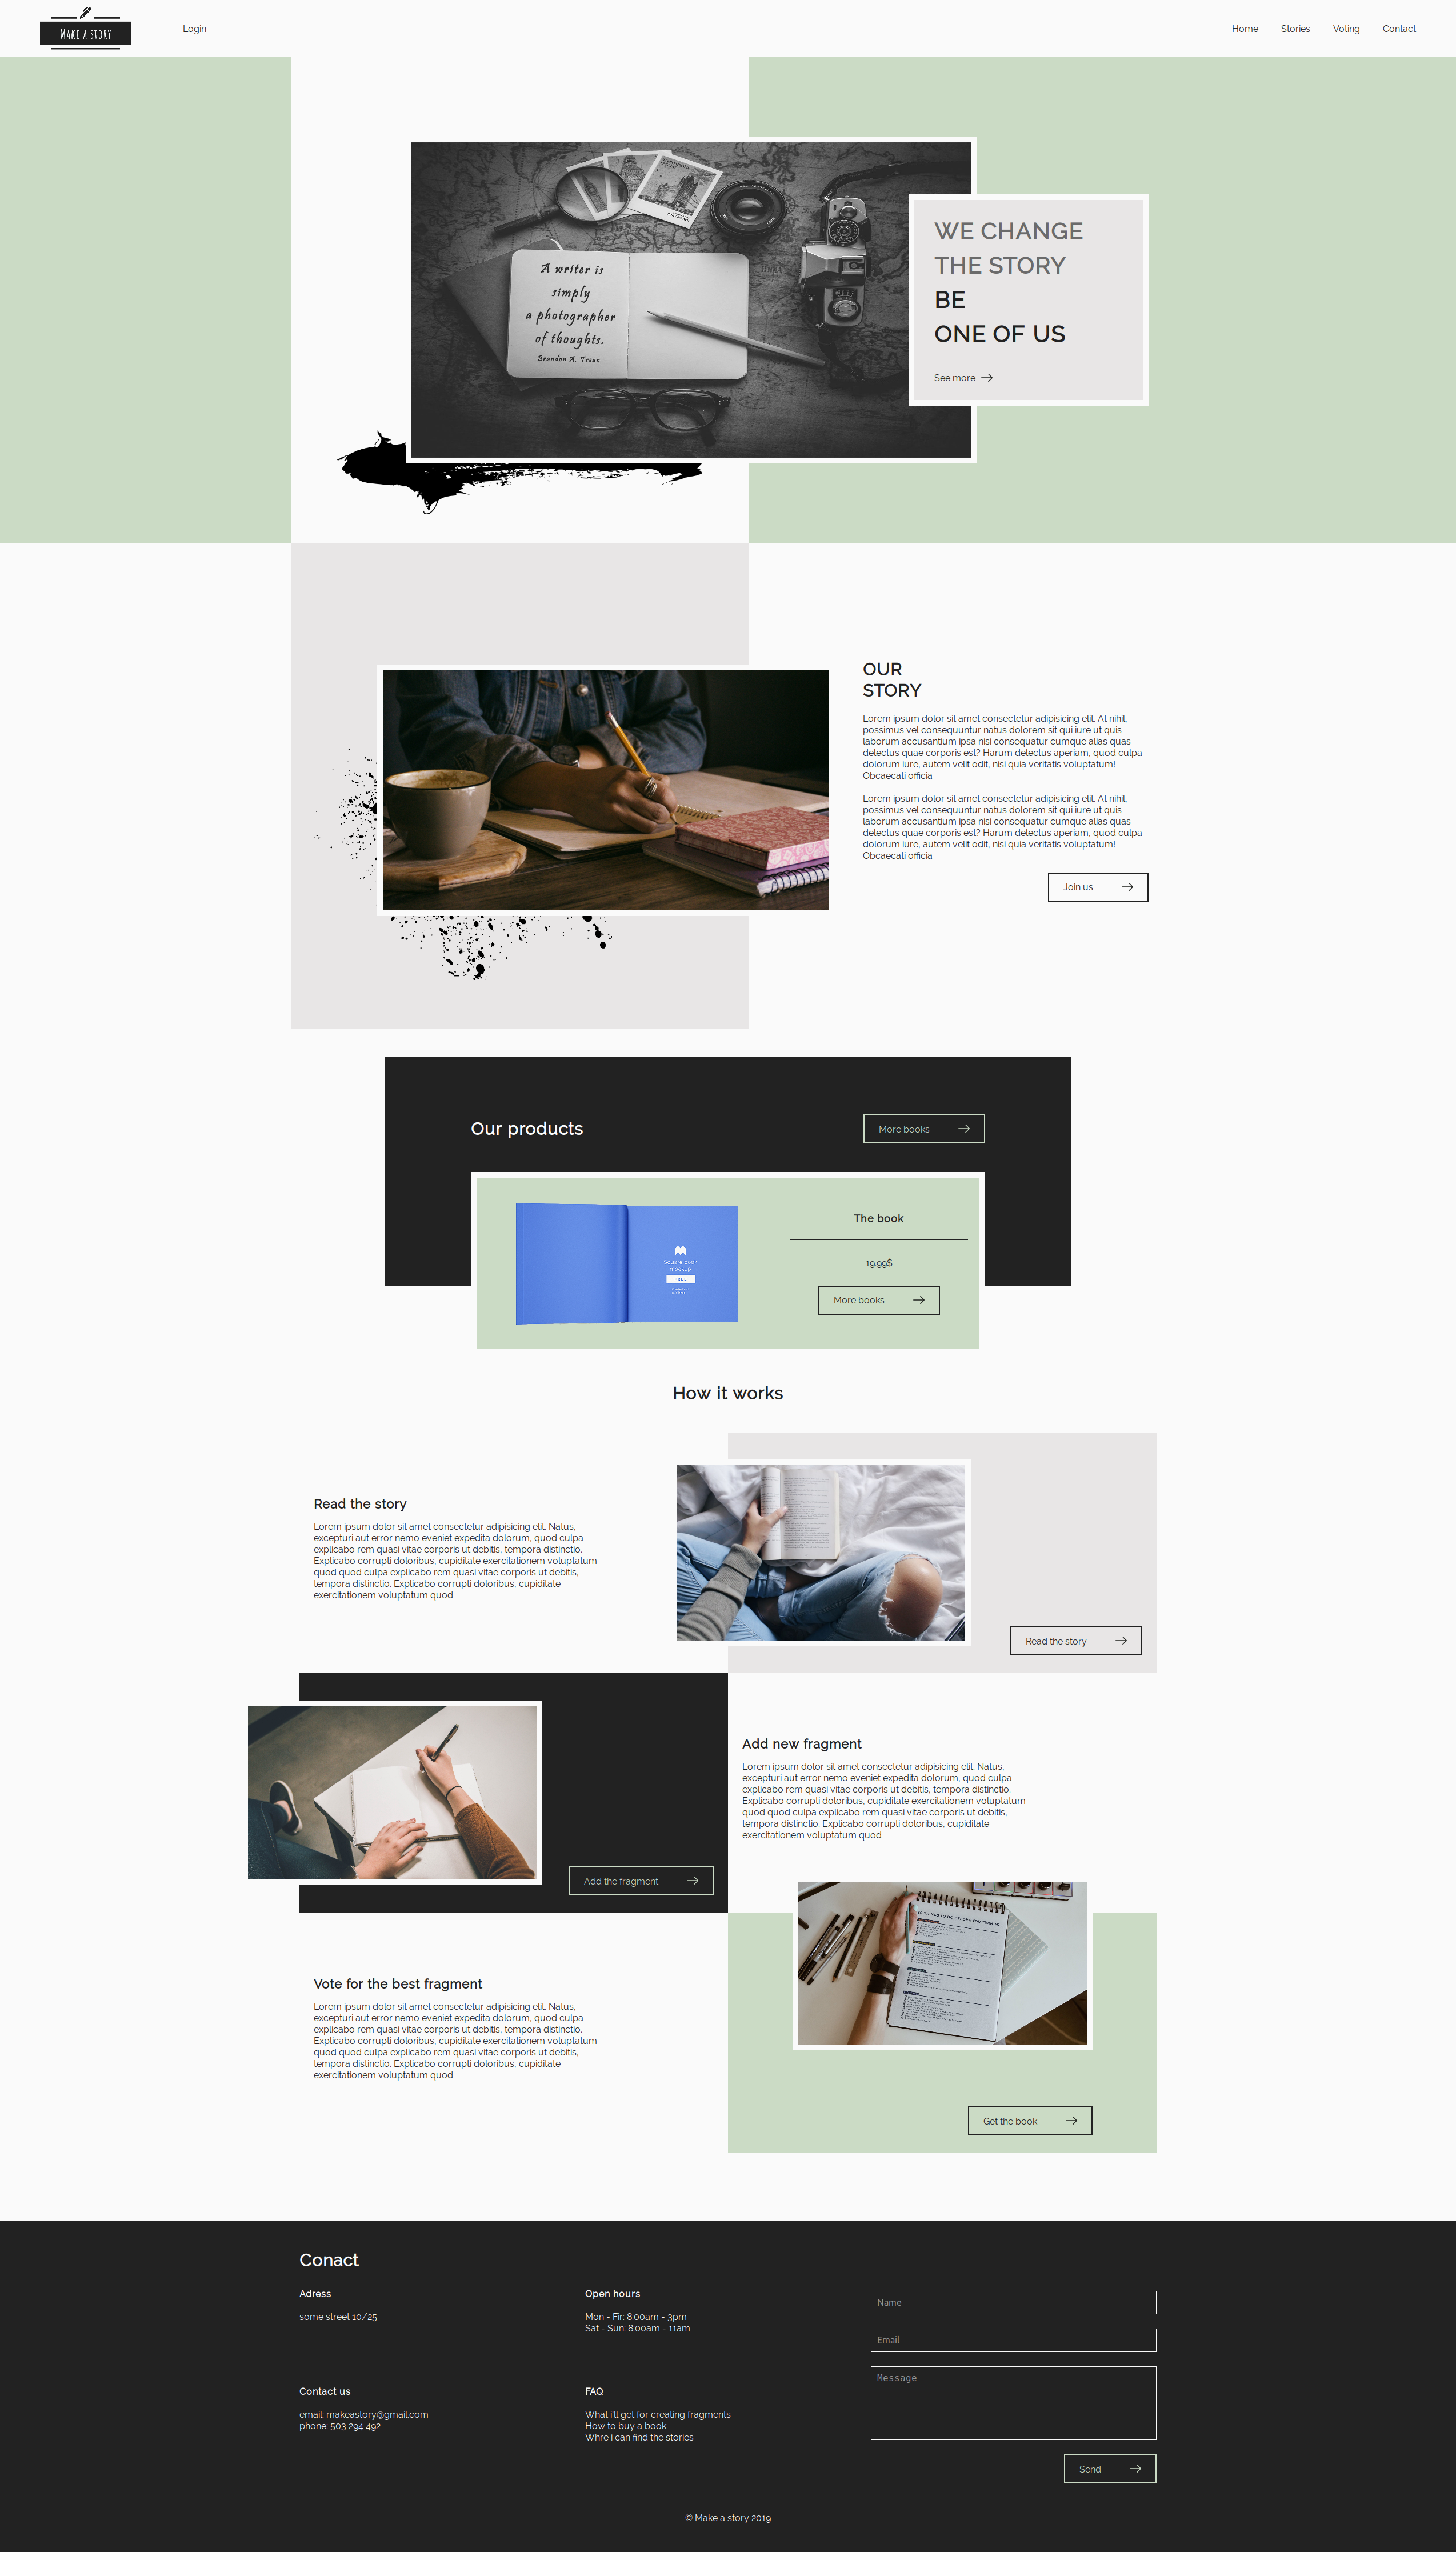 MAKE A STORY
Login
Home
Stories
Voting
Contact
A writer is
simply
a photographer
of thoughts.
Brandon A. Trean
WE CHANGE
THE STORY
BE
ONE OF US
See more
OUR
STORY
Lorem ipsum dolor sit amet consectetur adipisicing elit. At nihil,
possimus vel consequuntur natus dolorem sit qui iure ut quis
laborum accusantium ipsa nisi consequatur cumque alias quas
delectus quae corporis est? Harum delectus aperiam, quod culpa
dolorum iure, autem velit odit, nisi quia veritatis voluptatum!
Obcaecati officia
Lorem ipsum dolor sit amet consectetur adipisicing elit. At nihil,
possimus vel consequuntur natus dolorem sit qui iure ut quis
laborum accusantium ipsa nisi consequatur cumque alias quas
delectus quae corporis est? Harum delectus aperiam, quod culpa
dolorum iure, autem velit odit, nisi quia veritatis voluptatum!
Obcaecati officia
Join us
Our products
More books
Square book
mockup
FREE
The book
19.99$
More books
How it works
Read the story
Lorem ipsum dolor sit amet consectetur adipisicing elit. Natus,
excepturi aut error nemo eveniet expedita dolorum, quod culpa
explicabo rem quasi vitae corporis ut debitis, tempora distinctio.
Explicabo corrupti doloribus, cupiditate exercitationem voluptatum
quod quod culpa explicabo rem quasi vitae corporis ut debitis,
tempora distinctio. Explicabo corrupti doloribus, cupiditate
exercitationem voluptatum quod
Read the story
Add the fragment
Add new fragment
Lorem ipsum dolor sit amet consectetur adipisicing elit. Natus,
excepturi aut error nemo eveniet expedita dolorum, quod culpa
explicabo rem quasi vitae corporis ut debitis, tempora distinctio.
Explicabo corrupti doloribus, cupiditate exercitationem voluptatum
quod quod culpa explicabo rem quasi vitae corporis ut debitis,
tempora distinctio. Explicabo corrupti doloribus, cupiditate
exercitationem voluptatum quod
Vote for the best fragment
Lorem ipsum dolor sit amet consectetur adipisicing elit. Natus,
excepturi aut error nemo eveniet expedita dolorum, quod culpa
explicabo rem quasi vitae corporis ut debitis, tempora distinctio.
Explicabo corrupti doloribus, cupiditate exercitationem voluptatum
quod quod culpa explicabo rem quasi vitae corporis ut debitis,
tempora distinctio. Explicabo corrupti doloribus, cupiditate
exercitationem voluptatum quod
THINGS TO DO BEFORE YOU TURN
Get the book
Conact
Adress
some street 10/25
Open hours
Mon - Fir: 8:00am - 3pm
Sat - Sun: 8:00am - 11am
Contact us
email: makeastory@gmail.com
phone: 503 294 492
FAQ
What i'll get for creating fragments
How to buy a book
Whre i can find the stories
Name
Email
Message
Send
© Make a story 2019